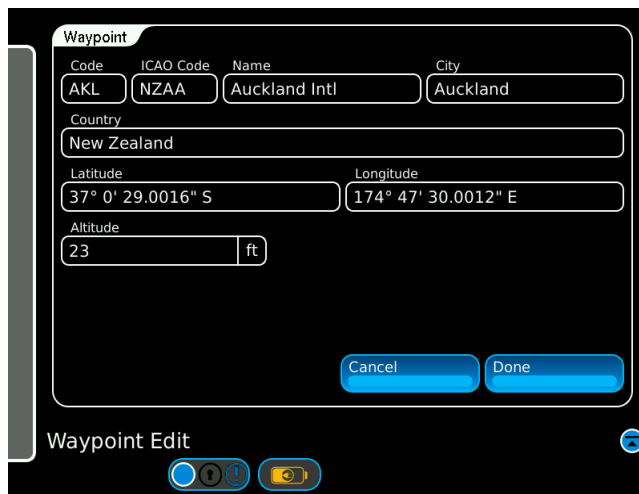 Waypoint
Code ICAO Code Name City
AKL NZAA Auckland Intl Auckland
Country
New Zealand
Latitude Longitude
37° 0' 29.0016" S 174° 47' 30.0012" E
Altitude
23 ft
Cancel Done
Waypoint Edit